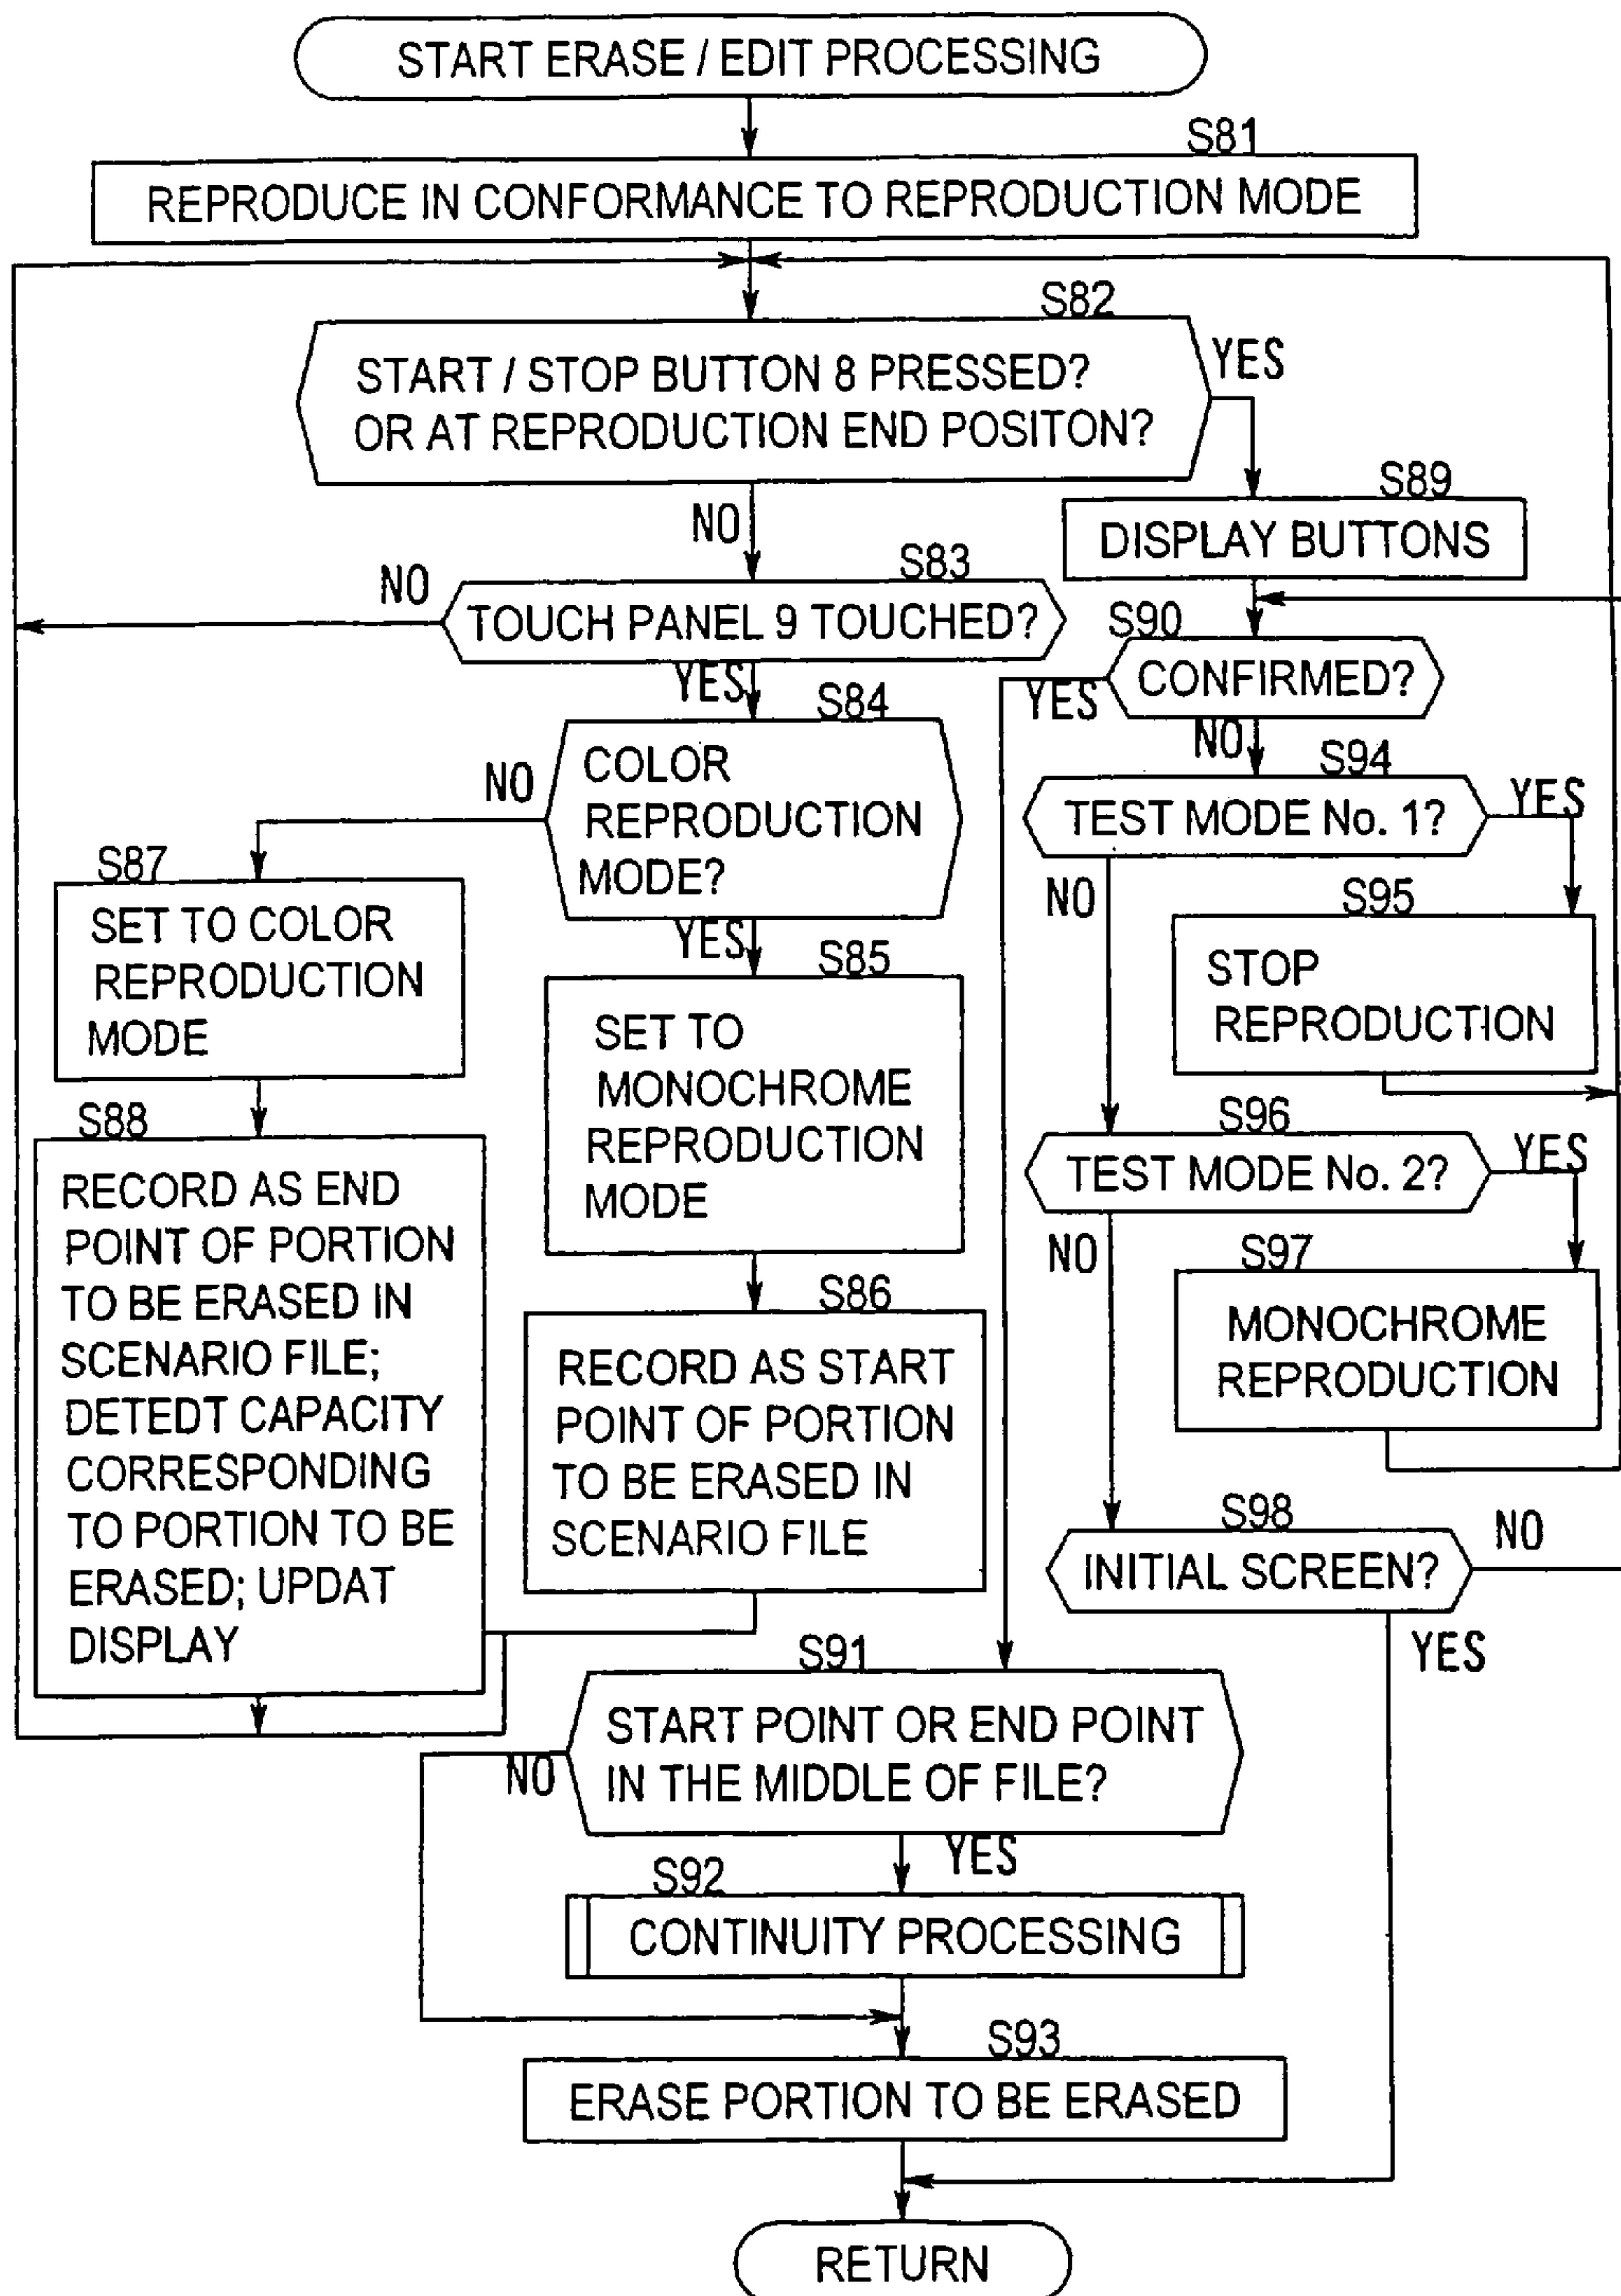 START ERASE / EDIT PROCESSING
S81
REPRODUCE IN CONFORMANCE TO REPRODUCTION MODE
S82
START / STOP BUTTON 8 PRESSED?
OR AT REPRODUCTION END POSITON?
YES
NO
S89
DISPLAY BUTTONS
S83
NO
TOUCH PANEL 9 TOUCHED?
YES
S90
CONFIRMED?
YES
NO
S84
COLOR
REPRODUCTION
MODE?
NO
YES
S94
TEST MODE No. 1?
YES
NO
S87
SET TO COLOR
REPRODUCTION
MODE
S85
SET TO
MONOCHROME
REPRODUCTION
MODE
S95
STOP
REPRODUCTION
S88
RECORD AS END
POINT OF PORTION
TO BE ERASED IN
SCENARIO FILE;
DETEDT CAPACITY
CORRESPONDING
TO PORTION TO BE
ERASED; UPDAT
DISPLAY
S96
TEST MODE No. 2?
YES
NO
S86
RECORD AS START
POINT OF PORTION
TO BE ERASED IN
SCENARIO FILE
S97
MONOCHROME
REPRODUCTION
S98
INITIAL SCREEN?
NO
YES
S91
START POINT OR END POINT
IN THE MIDDLE OF FILE?
NO
YES
S92
CONTINUITY PROCESSING
S93
ERASE PORTION TO BE ERASED
RETURN